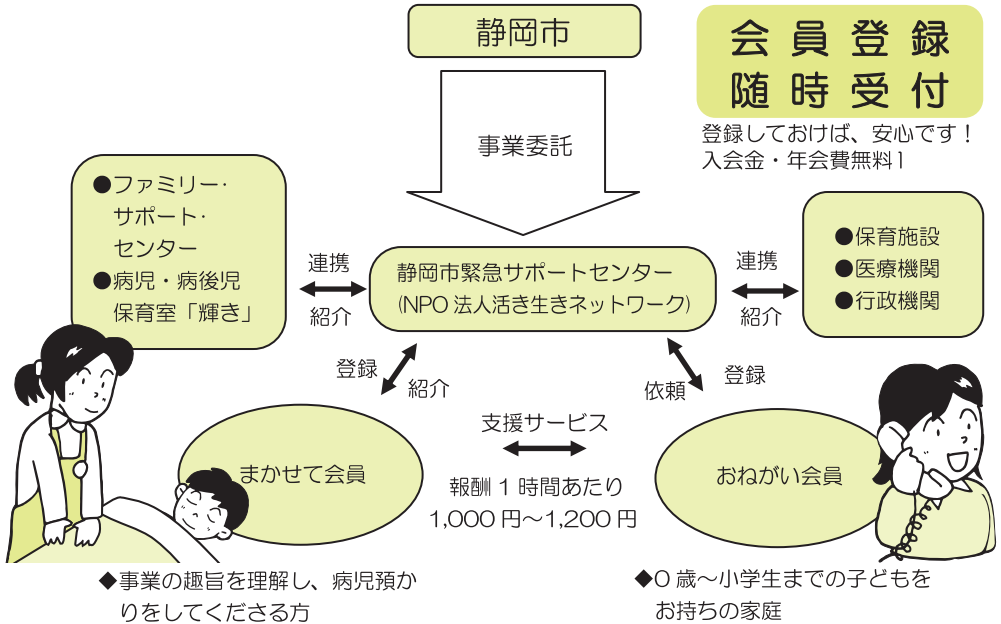 静岡市
会員登録
随時受付
登録しておけば、安心です！
入会金・年会費無料1
事業委託
●ファミリー・
サポート・
センター
●病児・病後児
保育室「輝き」
連携
紹介
静岡市緊急サポートセンター
(NPO法人活き生きネットワーク)
連携
紹介
●保育施設
●医療機関
●行政機関
登録
紹介
依頼
登録
支援サービス
報酬1時間あたり
1,000円～1,200円
まかせて会員
おねがい会員
◆事業の趣旨を理解し、病児預か
りをしてくださる方
◆0歳～小学生までの子どもを
お持ちの家庭